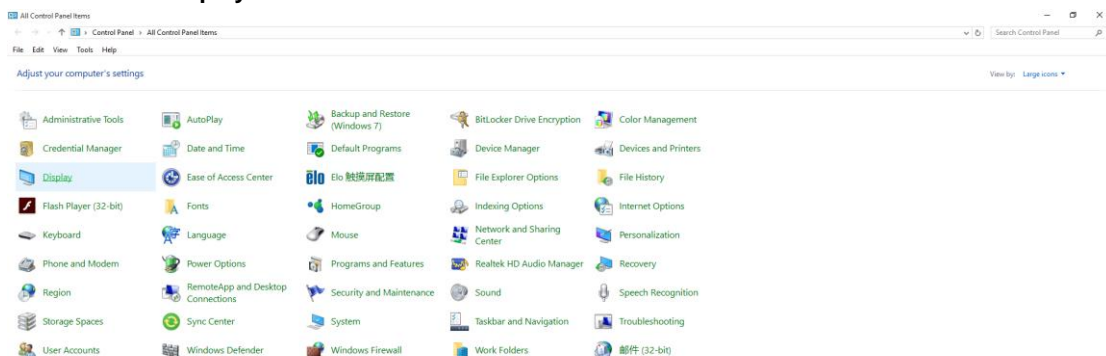 All Control Panel Items
Control Panel > All Control Panel Items
Search Control Panel
File Edit View Tools Help
Adjust your computer's settings
View by: Large icons
Administrative Tools
AutoPlay
Backup and Restore
(Windows 7)
BitLocker Drive Encryption
Color Management
Credential Manager
Date and Time
Default Programs
Device Manager
Devices and Printers
Display
Ease of Access Center
elo Elo 触摸屏配置
File Explorer Options
File History
Flash Player (32-bit)
Fonts
HomeGroup
Indexing Options
Internet Options
Keyboard
Language
Mouse
Network and Sharing
Center
Personalization
Phone and Modem
Power Options
Programs and Features
Realtek HD Audio Manager
Recovery
Region
RemoteApp and Desktop
Connections
Security and Maintenance
Sound
Speech Recognition
Storage Spaces
Sync Center
System
Taskbar and Navigation
Troubleshooting
User Accounts
Windows Defender
Windows Firewall
Work Folders
邮件 (32-bit)